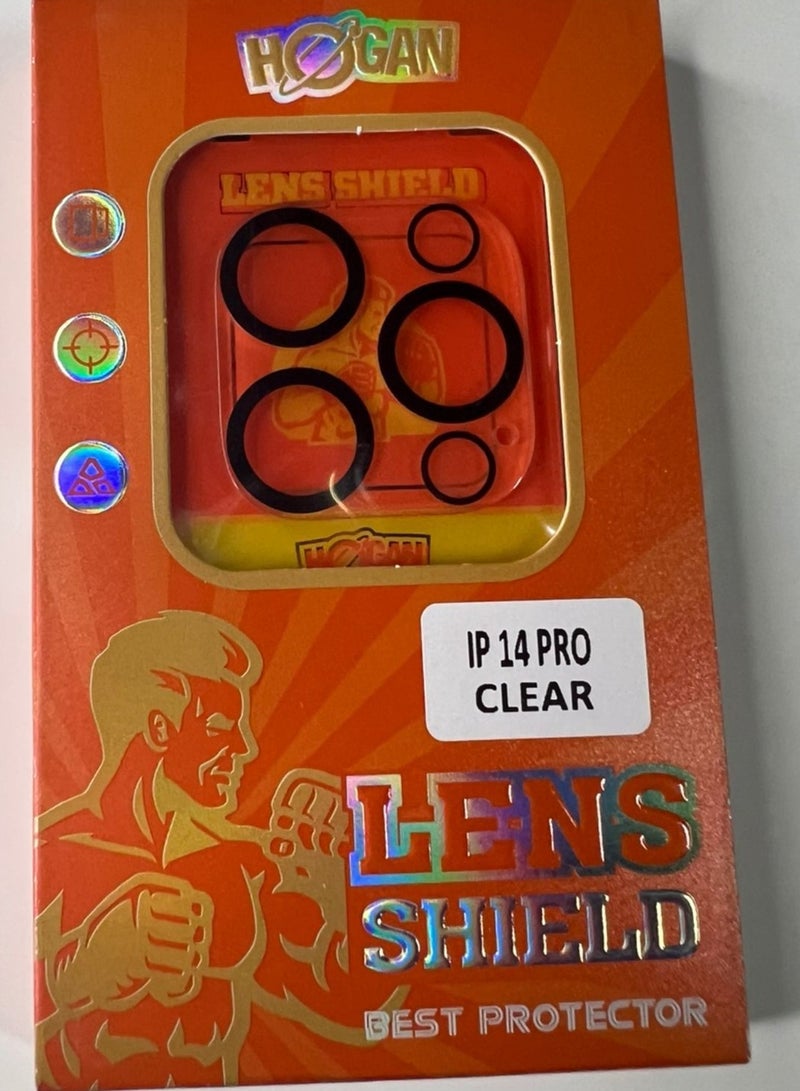 HOGAN
LENS SHIELD
HOGAN
IP 14 PRO
CLEAR
LENS
SHIELD
BEST PROTECTOR